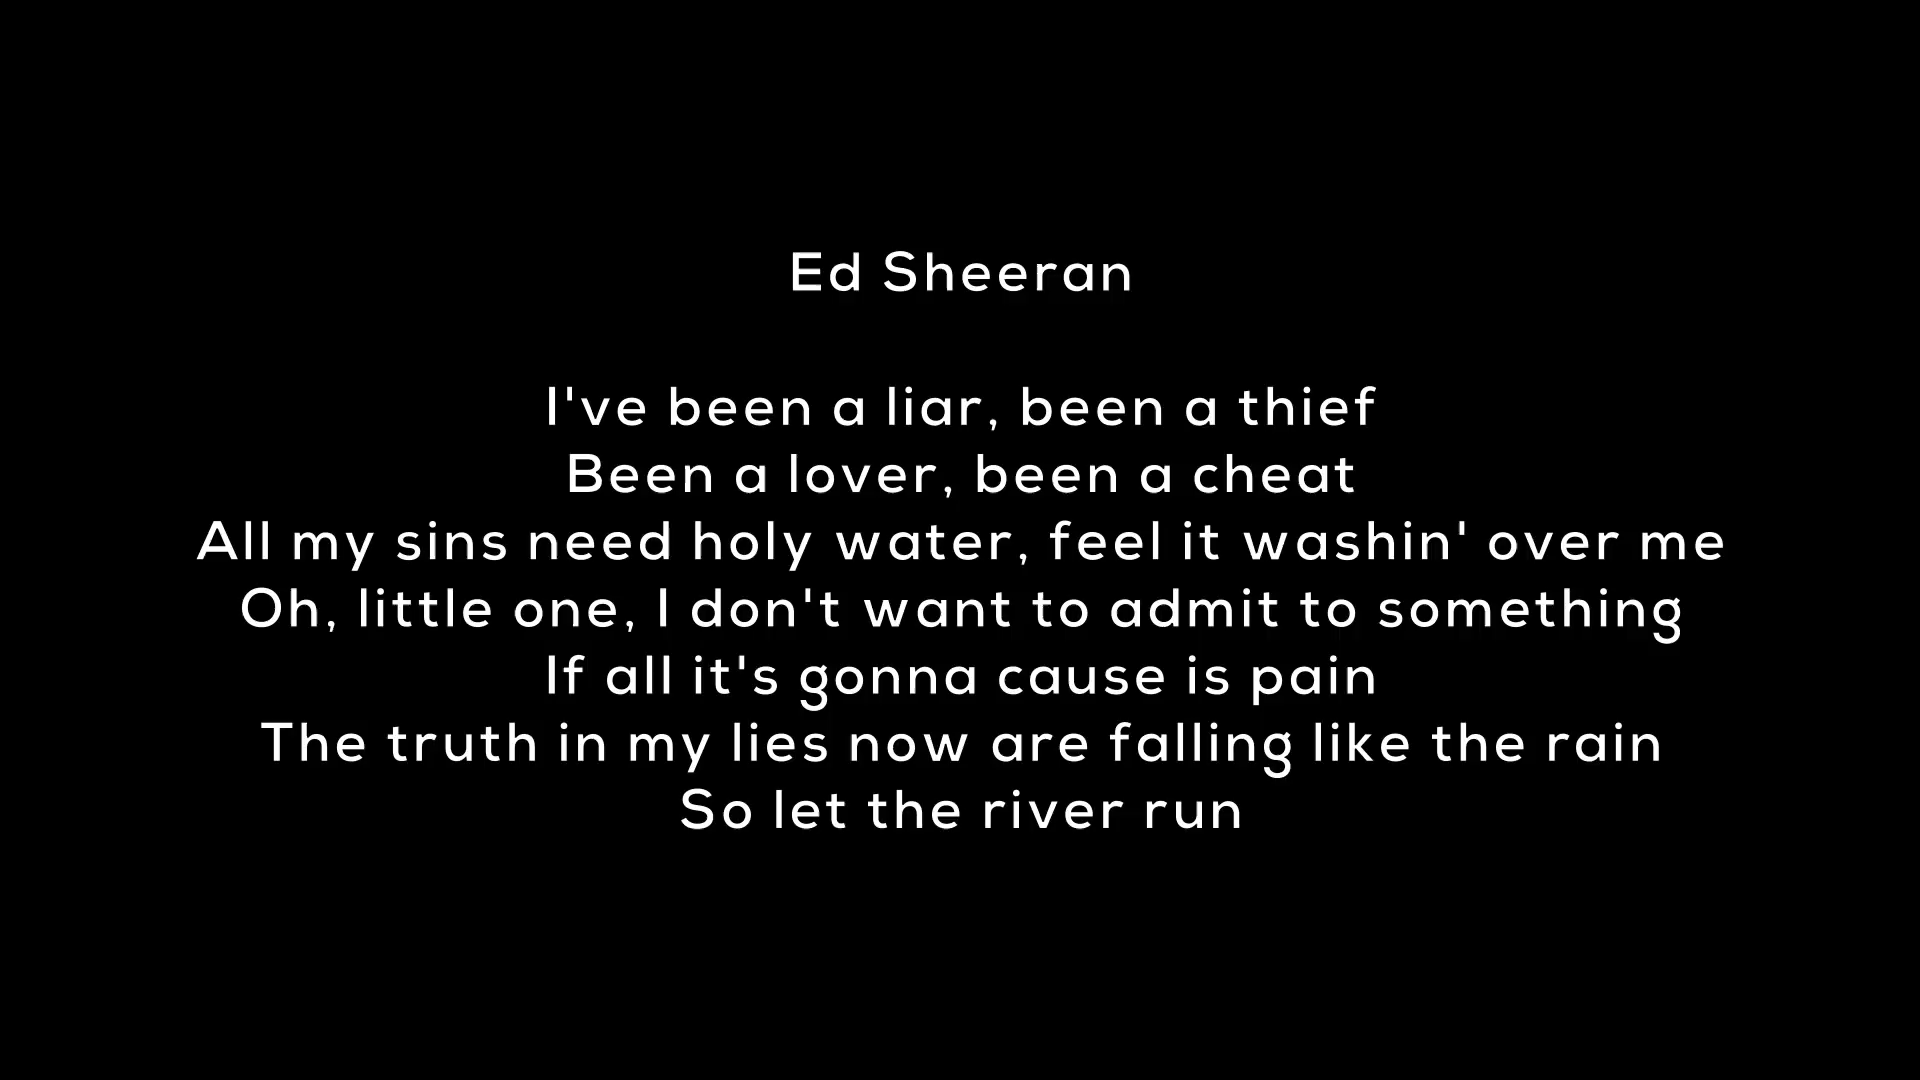 Ed Sheeran
I've been a liar, been a thief
Been a lover, been a cheat
All my sins need holy water, feel it washin' over me
Oh, little one, I don't want to admit to something
If all it's gonna cause is pain
The truth in my lies now are falling like the rain
So let the river run